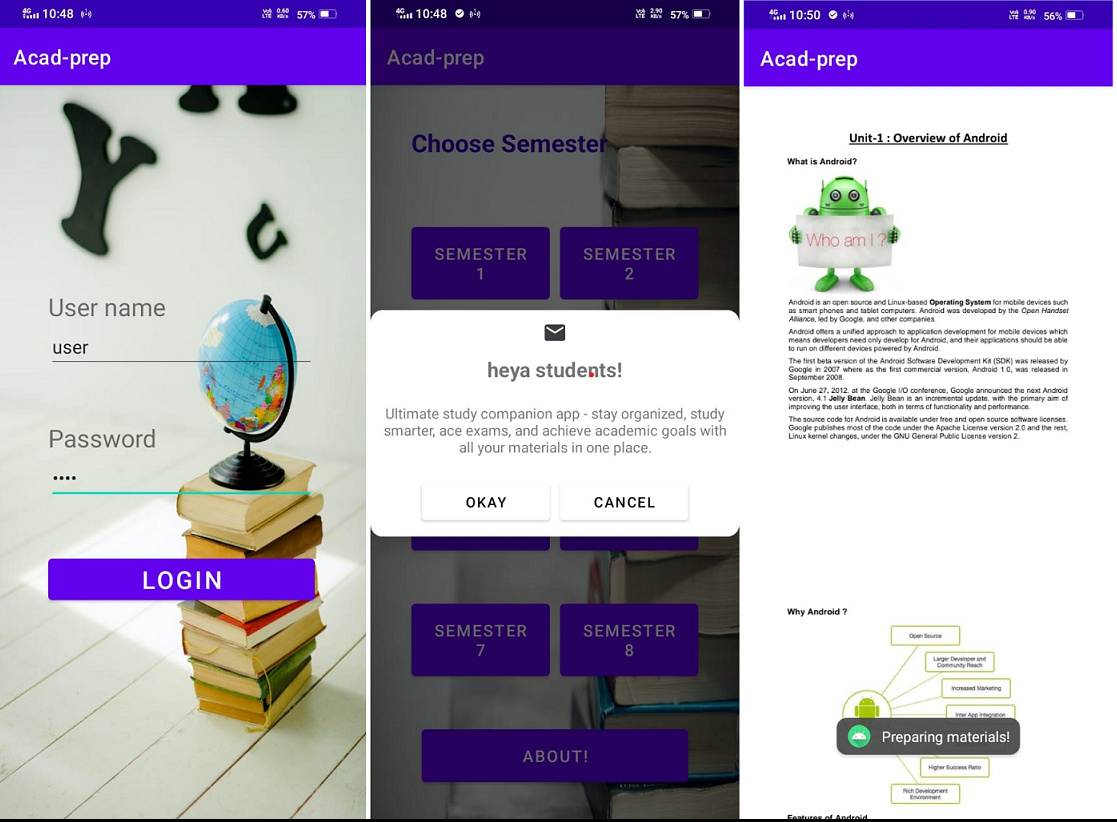 4G 10:48
VoLTE 0.60 KB/s 57%
Acad-prep
User name
user
Password
LOGIN
4G 10:48
VoLTE 2.90 KB/s 57%
Acad-prep
Choose Semester
SEMESTER
1
SEMESTER
2
heya students!
Ultimate study companion app - stay organized, study
smarter, ace exams, and achieve academic goals with
all your materials in one place.
OKAY
CANCEL
SEMESTER
7
SEMESTER
8
ABOUT!
4G 10:50
VoLTE 0.90 KB/s 56%
Acad-prep
Unit-1 : Overview of Android
What is Android?
Who am I ?
Android is an open source and Linux-based Operating System for mobile devices such
as smart phones and tablet computers. Android was developed by the Open Handset
Alliance, led by Google, and other companies.
Android offers a unified approach to application development for mobile devices which
means developers need only develop for Android, and their applications should be able
to run on different devices powered by Android.
The first beta version of the Android Software Development Kit (SDK) was released by
Google in 2007 where as the first commercial version, Android 1.0, was released in
September 2008.
On June 27, 2012, at the Google I/O conference, Google announced the next Android
version, 4.1 Jelly Bean. Jelly Bean is an incremental update, with the primary aim of
improving the user interface, both in terms of functionality and performance.
The source code for Android is available under free and open source software licenses.
Google publishes most of the code under the Apache License version 2.0 and the rest,
Linux kernel changes, under the GNU General Public License version 2.
Why Android ?
Open Source
Larger Developer and
Community Reach
Increased Marketing
Inter App Integration
Preparing materials!
Higher Success Ratio
Rich Development
Environment
Features of Android